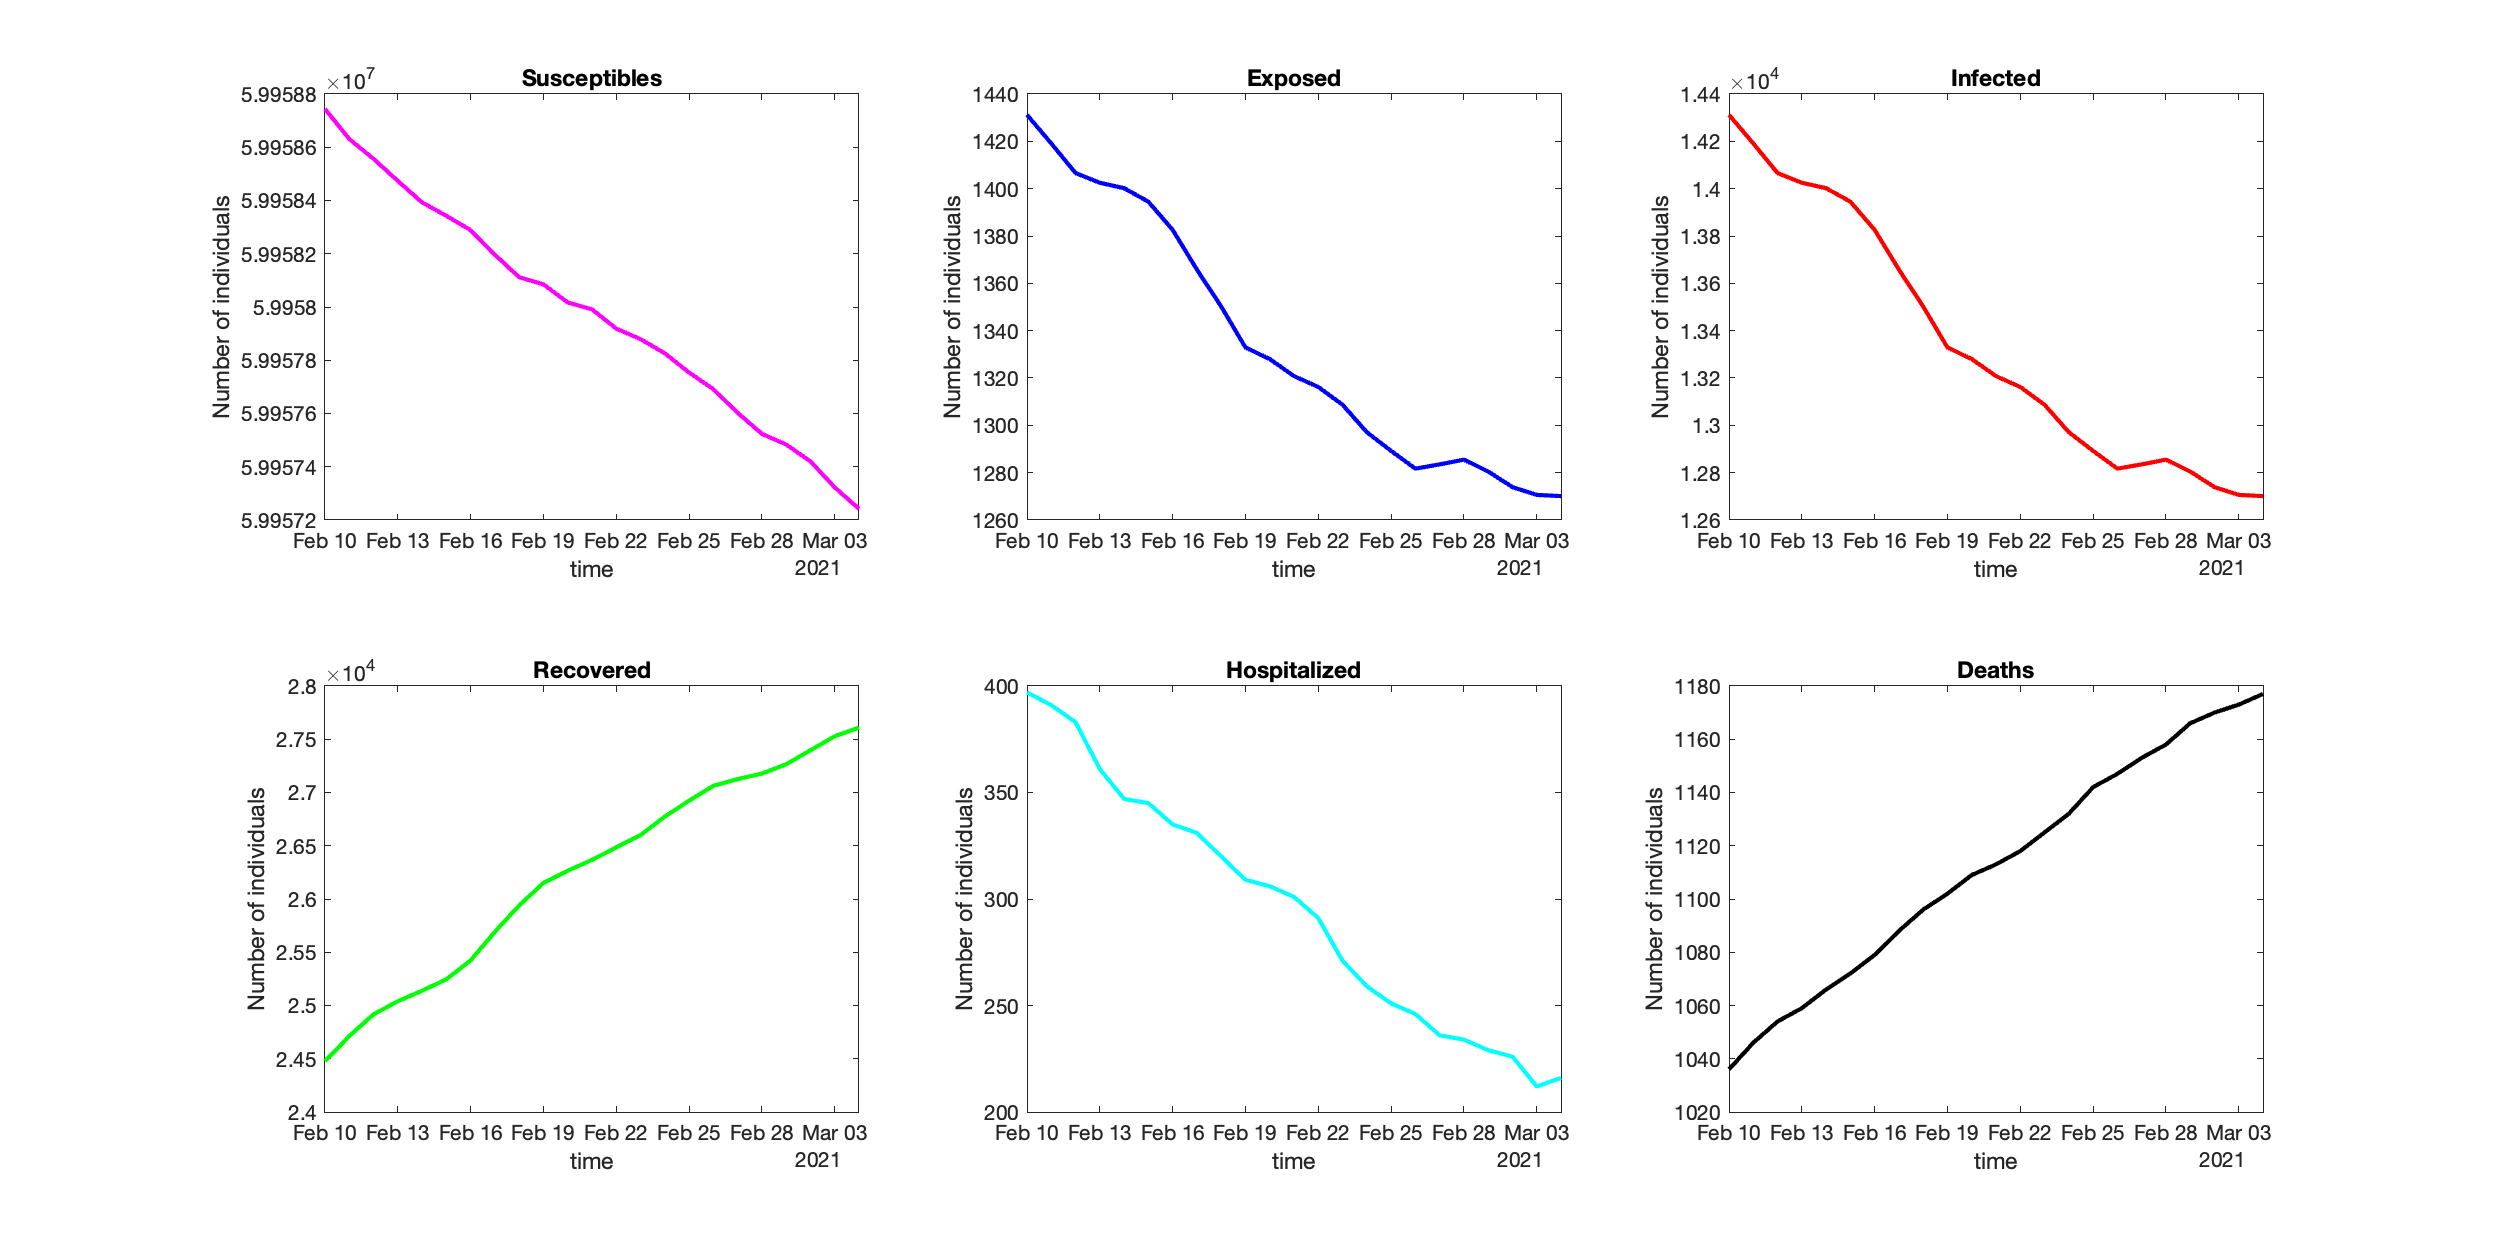 Susceptibles
×10^7
5.99588
5.99586
5.99584
5.99582
5.9958
5.99578
5.99576
5.99574
5.99572
Number of individuals
Feb 10 Feb 13 Feb 16 Feb 19 Feb 22 Feb 25 Feb 28 Mar 03
time
2021
Exposed
1440
1420
1400
1380
1360
1340
1320
1300
1280
1260
Number of individuals
Feb 10 Feb 13 Feb 16 Feb 19 Feb 22 Feb 25 Feb 28 Mar 03
time
2021
Infected
×10^4
1.44
1.42
1.4
1.38
1.36
1.34
1.32
1.3
1.28
1.26
Number of individuals
Feb 10 Feb 13 Feb 16 Feb 19 Feb 22 Feb 25 Feb 28 Mar 03
time
2021
Recovered
×10^4
2.8
2.75
2.7
2.65
2.6
2.55
2.5
2.45
2.4
Number of individuals
Feb 10 Feb 13 Feb 16 Feb 19 Feb 22 Feb 25 Feb 28 Mar 03
time
2021
Hospitalized
400
350
300
250
200
Number of individuals
Feb 10 Feb 13 Feb 16 Feb 19 Feb 22 Feb 25 Feb 28 Mar 03
time
2021
Deaths
1180
1160
1140
1120
1100
1080
1060
1040
1020
Number of individuals
Feb 10 Feb 13 Feb 16 Feb 19 Feb 22 Feb 25 Feb 28 Mar 03
time
2021